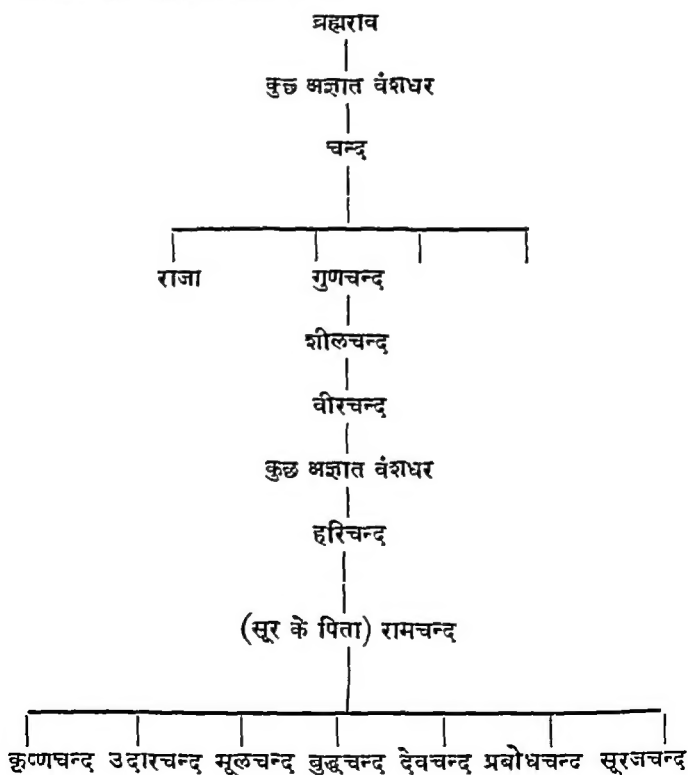 ब्रह्मराव
कुछ अज्ञात वंशधर
चन्द
राजा गुणचन्द
शीलचन्द
वीरचन्द
कुछ अज्ञात वंशधर
हरिचन्द
(सूर के पिता) रामचन्द
कृष्णचन्द उदारचन्द मूलचन्द बुद्धचन्द देवचन्द प्रबोधचन्द सूरजचन्द